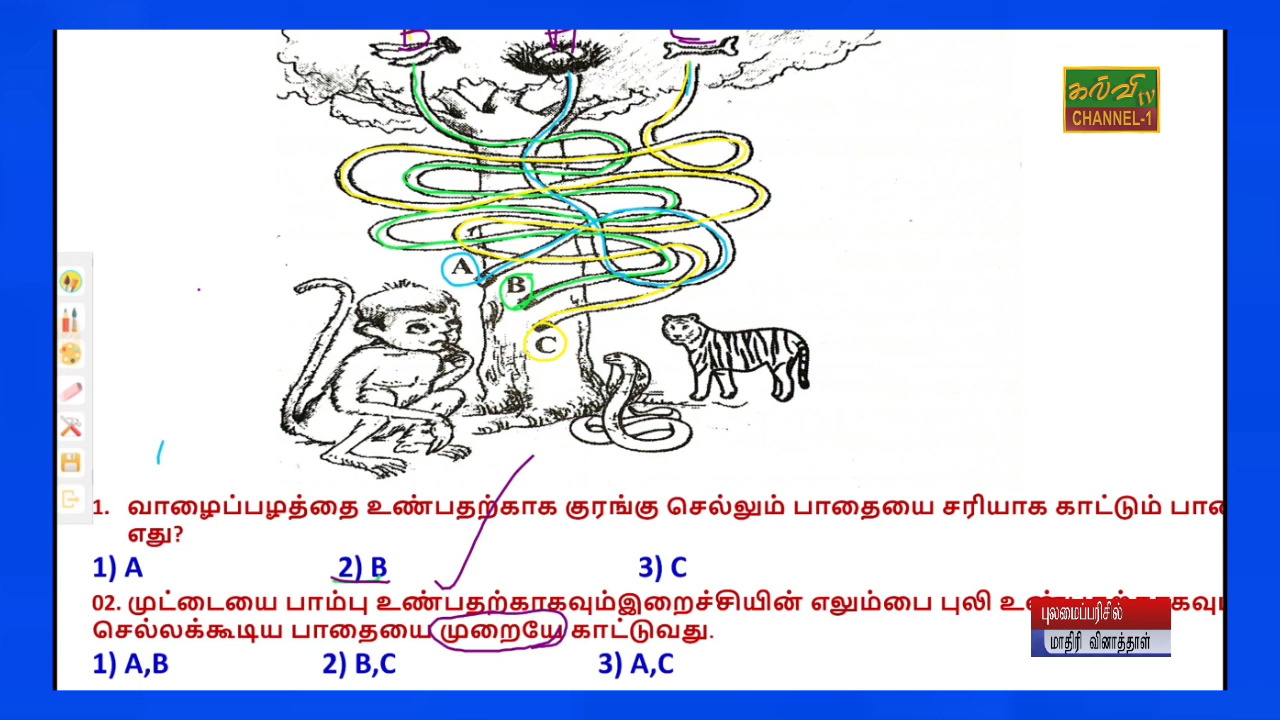 B A C
கல்வி tv
CHANNEL-1
A
B
C
1. வாழைப்பழத்தை உண்பதற்காக குரங்கு செல்லும் பாதையை சரியாக காட்டும்
எது?
1) A 2) B 3) C
02. முட்டையை பாம்பு உண்பதற்காகவும்இறைச்சியின் எலும்பை புலி
செல்லக்கூடிய பாதையை முறையே காட்டுவது.
1) A,B 2) B,C 3) A,C
புலமைப்பரிசில்
மாதிரி வினாத்தாள்